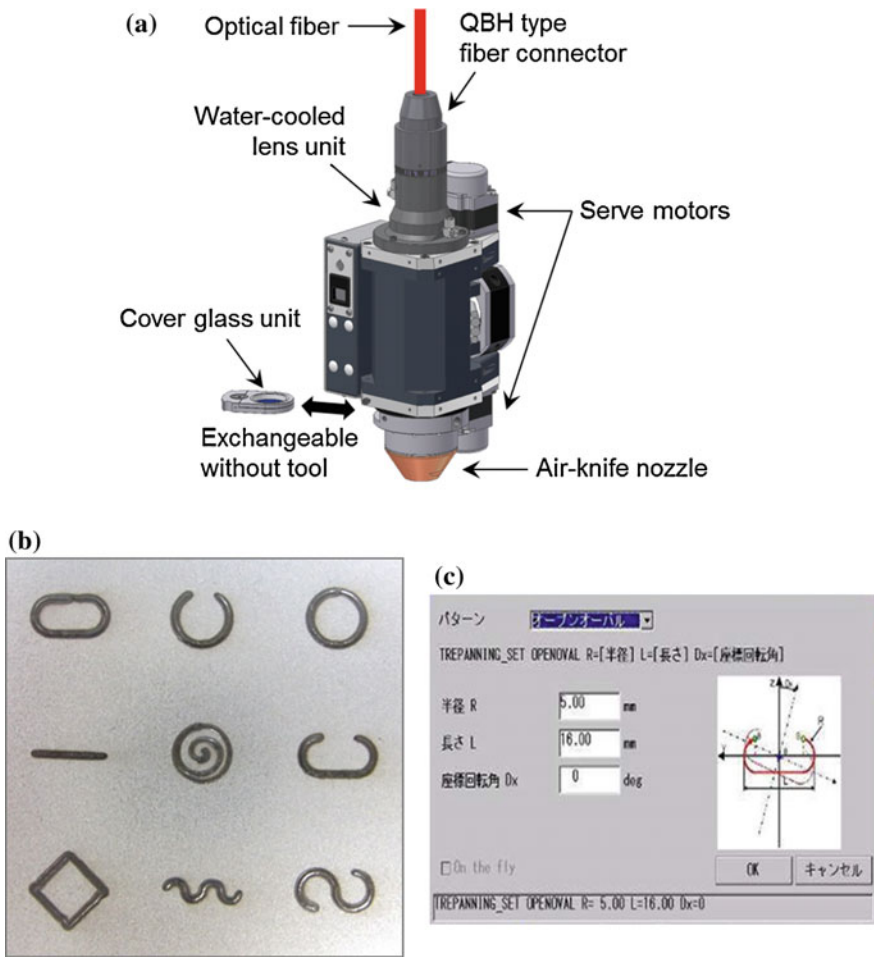 (a)
Optical fiber
QBH type
fiber connector
Water-cooled
lens unit
Serve motors
Cover glass unit
Exchangeable
without tool
Air-knife nozzle
(b)
(c)
パターン オープンオーバル
TREPANNING_SET OPENOVAL R=[半径] L=[長さ] Dx=[座標回転角]
半径 R 5.00 mm
長さ L 16.00 mm
座標回転角 Dx 0 deg
Z Dx
R
Y
L
On the fly
OK キャンセル
TREPANNING_SET OPENOVAL R= 5.00 L=16.00 Dx=0